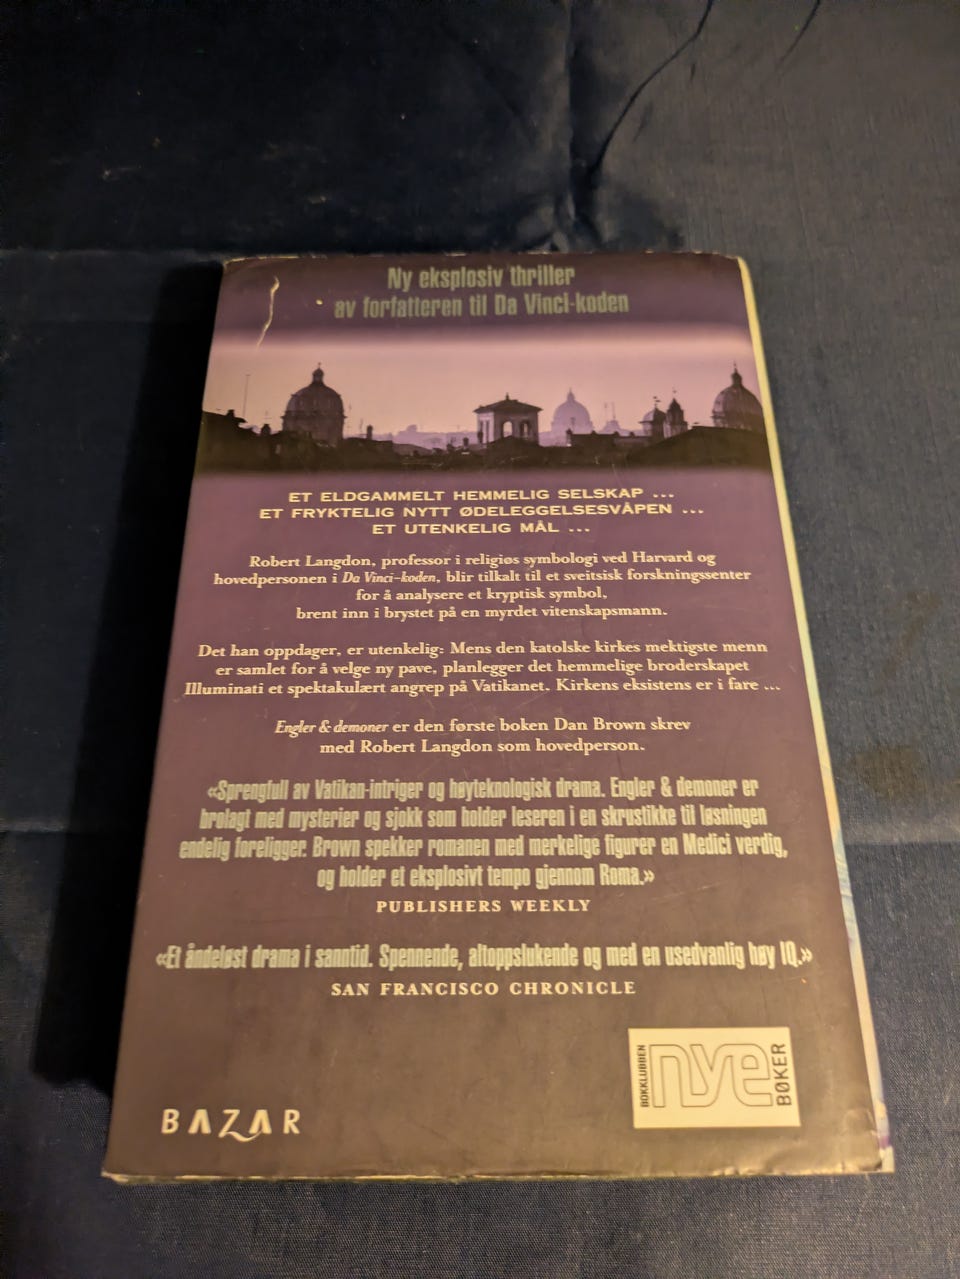 Ny eksplosiv thriller
av forfatteren til Da Vinci-koden
ET ELDGAMMELT HEMMELIG SELSKAP ...
ET FRYKTELIG NYTT ØDELEGGELSESVÅPEN ...
ET UTENKELIG MÅL ...
Robert Langdon, professor i religiøs symbologi ved Harvard og
hovedpersonen i Da Vinci-koden, blir tilkalt til et sveitsisk forskningssenter
for å analysere et kryptisk symbol,
brent inn i brystet på en myrdet vitenskapsmann.
Det han oppdager, er utenkelig: Mens den katolske kirkes mektigste menn
er samlet for å velge ny pave, planlegger det hemmelige broderskapet
Illuminati et spektakulært angrep på Vatikanet. Kirkens eksistens er i fare ...
Engler & demoner er den første boken Dan Brown skrev
med Robert Langdon som hovedperson.
«Sprengfull av Vatikan-intriger og høyteknologisk drama. Engler & demoner er
brolagt med mysterier og sjokk som holder leseren i en skrustikke til løsningen
endelig foreligger. Brown spekker romanen med merkelige figurer en Medici verdig,
og holder et eksplosivt tempo gjennom Roma.»
PUBLISHERS WEEKLY
«Et åndeløst drama i sanntid. Spennende, altoppslukende og med en usedvanlig høy IQ.»
SAN FRANCISCO CHRONICLE
BOKKLUBBEN
nye
BØKER
BAZAR